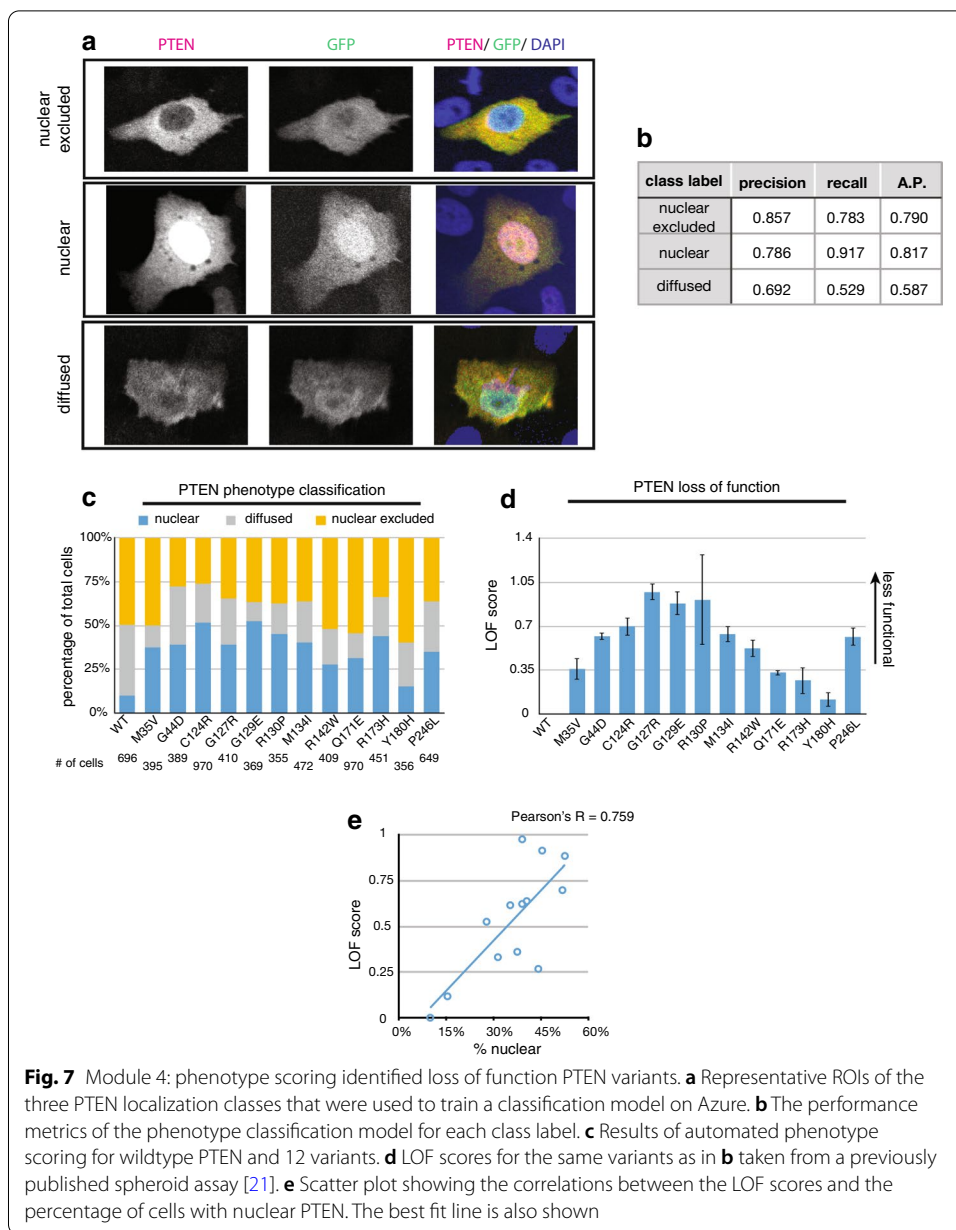 a
PTEN GFP PTEN/ GFP/ DAPI
nuclear
excluded
nuclear
diffused
b
class label precision recall A.P.
nuclear
excluded 0.857 0.783 0.790
nuclear 0.786 0.917 0.817
diffused 0.692 0.529 0.587
c
PTEN phenotype classification
nuclear diffused nuclear excluded
percentage of total cells
100%
75%
50%
25%
0%
WT M35V G44D C124R G127R G129E R130P M134I R142W Q171E R173H Y180H P246L
# of cells 696 395 389 970 410 369 355 472 409 970 451 356 649
d
PTEN loss of function
LOF score
1.4
1.05
0.7
0.35
0
less functional
WT M35V G44D C124R G127R G129E R130P M134I R142W Q171E R173H Y180H P246L
e
Pearson's R = 0.759
LOF score
1
0.75
0.5
0.25
0
0% 15% 30% 45% 60%
% nuclear
Fig. 7 Module 4: phenotype scoring identified loss of function PTEN variants. a Representative ROIs of the
three PTEN localization classes that were used to train a classification model on Azure. b The performance
metrics of the phenotype classification model for each class label. c Results of automated phenotype
scoring for wildtype PTEN and 12 variants. d LOF scores for the same variants as in b taken from a previously
published spheroid assay [21]. e Scatter plot showing the correlations between the LOF scores and the
percentage of cells with nuclear PTEN. The best fit line is also shown